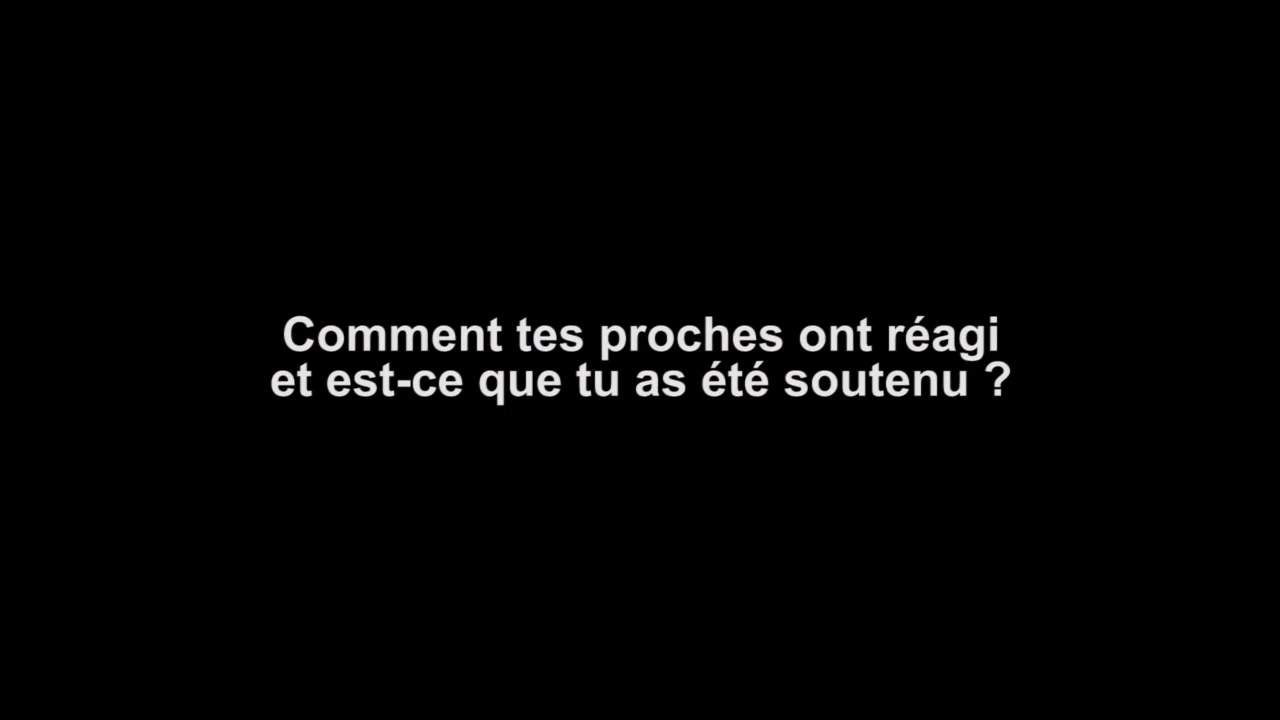 Comment tes proches ont réagi
et est-ce que tu as été soutenu ?